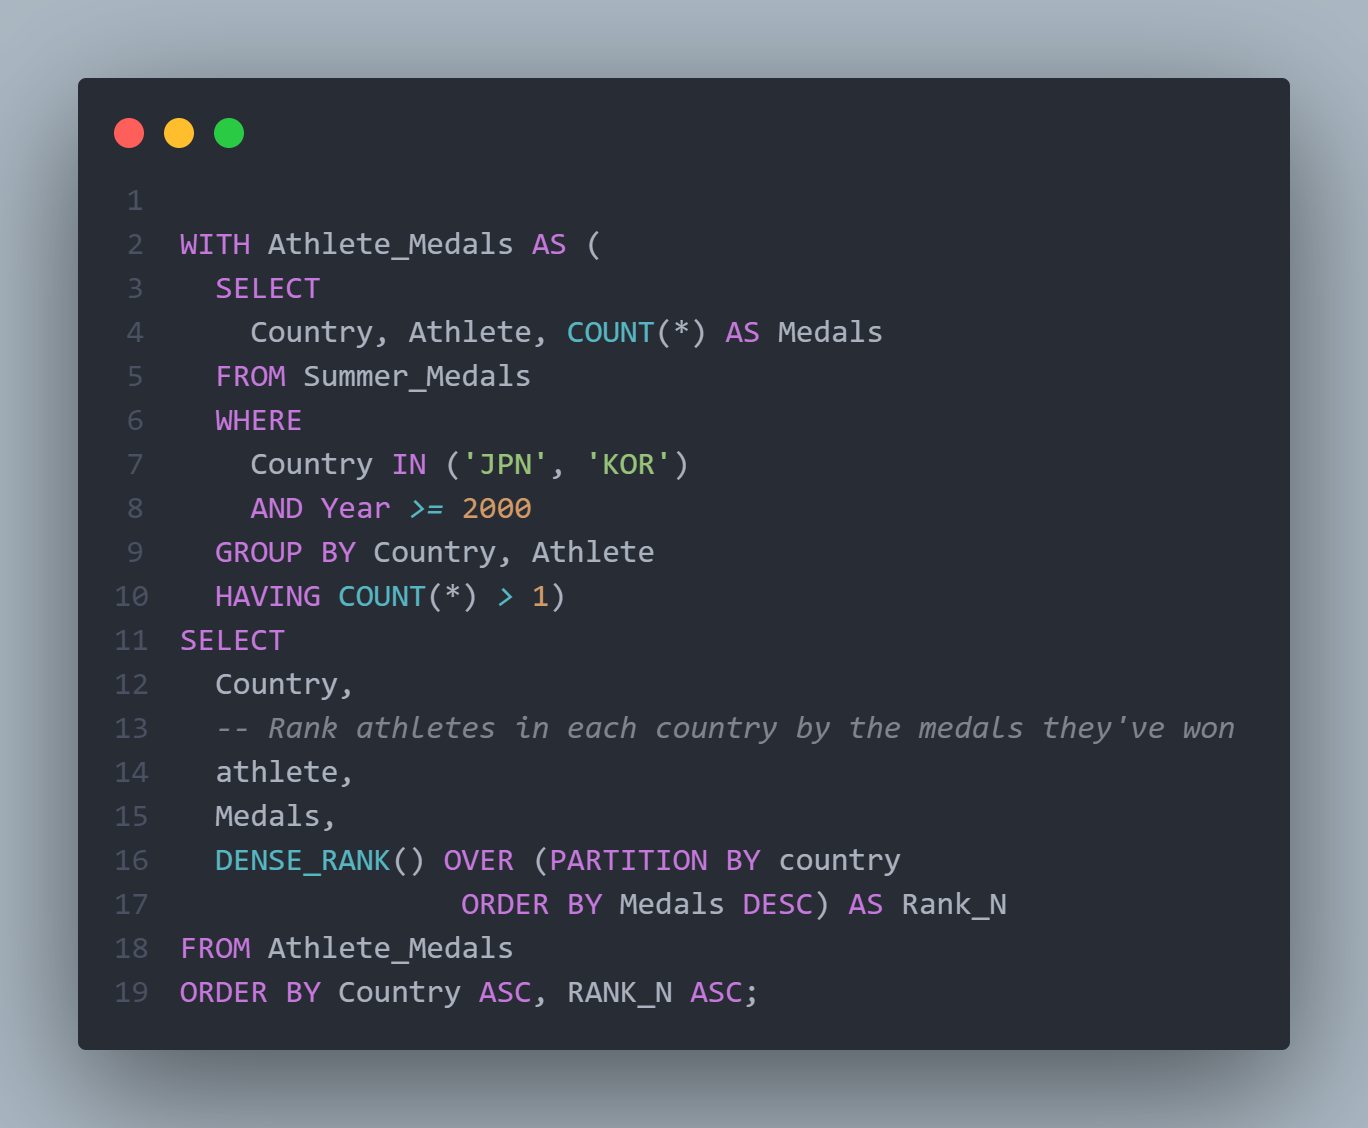 1
2 WITH Athlete_Medals AS (
3   SELECT
4     Country, Athlete, COUNT(*) AS Medals
5   FROM Summer_Medals
6   WHERE
7     Country IN ('JPN', 'KOR')
8     AND Year >= 2000
9   GROUP BY Country, Athlete
10   HAVING COUNT(*) > 1)
11 SELECT
12   Country,
13   -- Rank athletes in each country by the medals they've won
14   athlete,
15   Medals,
16   DENSE_RANK() OVER (PARTITION BY country
17                 ORDER BY Medals DESC) AS Rank_N
18 FROM Athlete_Medals
19 ORDER BY Country ASC, RANK_N ASC;